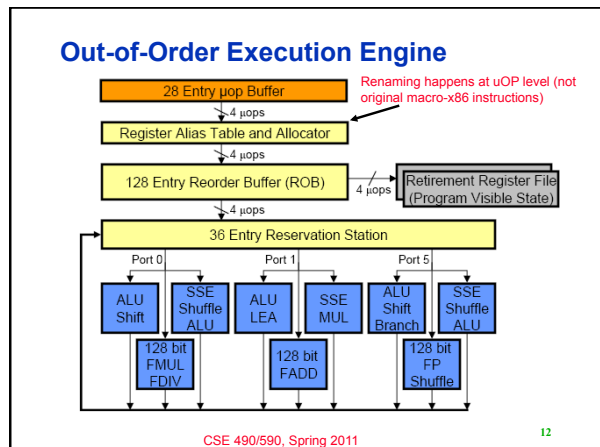 Out-of-Order Execution Engine
Renaming happens at uOP level (not
original macro-x86 instructions)
28 Entry µop Buffer
4 µops
Register Alias Table and Allocator
4 µops
128 Entry Reorder Buffer (ROB)
4 µops
Retirement Register File
(Program Visible State)
4 µops
36 Entry Reservation Station
Port 0
Port 1
Port 5
ALU
Shift
SSE
Shuffle
ALU
ALU
LEA
SSE
MUL
ALU
Shift
Branch
SSE
Shuffle
ALU
128 bit
FMUL
FDIV
128 bit
FADD
128 bit
FP
Shuffle
CSE 490/590, Spring 2011
12